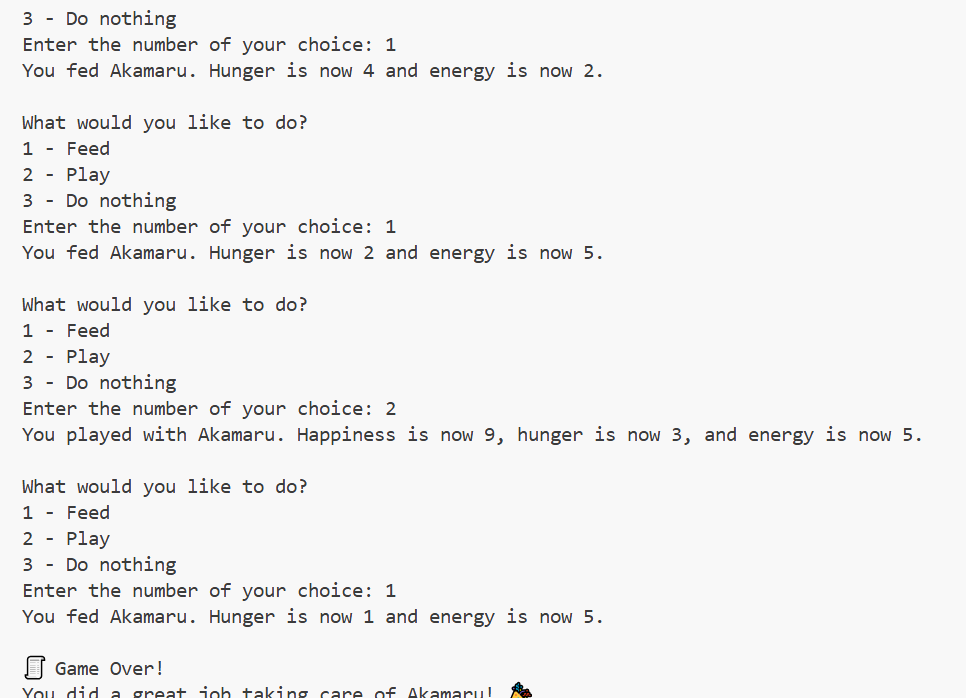 3 - Do nothing
Enter the number of your choice: 1
You fed Akamaru. Hunger is now 4 and energy is now 2.
What would you like to do?
1 - Feed
2 - Play
3 - Do nothing
Enter the number of your choice: 1
You fed Akamaru. Hunger is now 2 and energy is now 5.
What would you like to do?
1 - Feed
2 - Play
3 - Do nothing
Enter the number of your choice: 2
You played with Akamaru. Happiness is now 9, hunger is now 3, and energy is now 5.
What would you like to do?
1 - Feed
2 - Play
3 - Do nothing
Enter the number of your choice: 1
You fed Akamaru. Hunger is now 1 and energy is now 5.
Game Over!
You did a great job taking care of Akamaru!